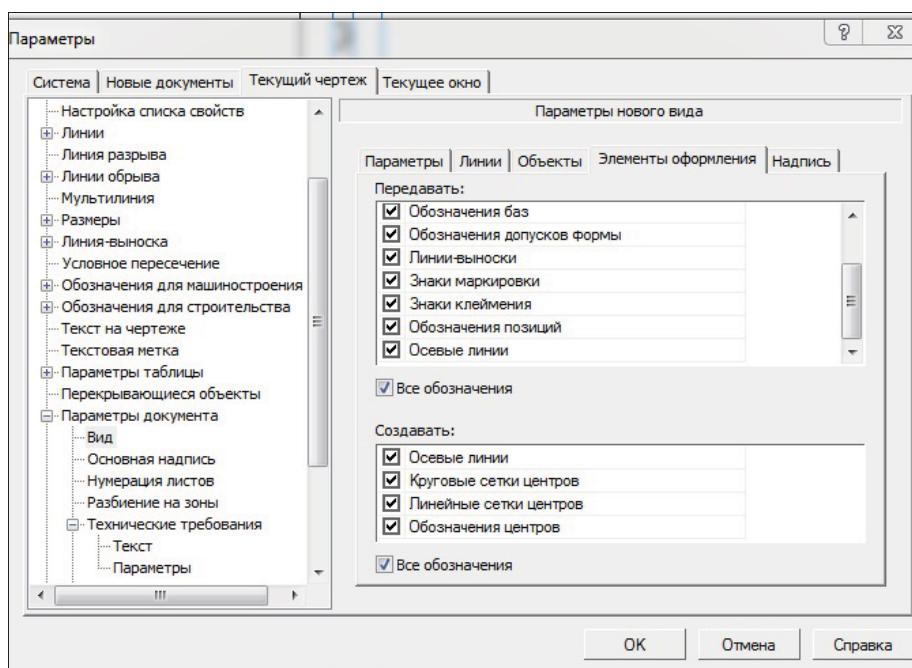 Параметры
Система Новые документы Текущий чертеж Текущее окно
Настройка списка свойств
Линии
Линия разрыва
Линии обрыва
Мультилиния
Размеры
Линия-выноска
Условное пересечение
Обозначения для машиностроения
Обозначения для строительства
Текст на чертеже
Текстовая метка
Параметры таблицы
Перекрывающиеся объекты
Параметры документа
Вид
Основная надпись
Нумерация листов
Разбиение на зоны
Технические требования
Текст
Параметры
Параметры нового вида
Параметры Линии Объекты Элементы оформления Надпись
Передавать:
Обозначения баз
Обозначения допусков формы
Линии-выноски
Знаки маркировки
Знаки клеймения
Обозначения позиций
Осевые линии
Все обозначения
Создавать:
Осевые линии
Круговые сетки центров
Линейные сетки центров
Обозначения центров
Все обозначения
OK Отмена Справка